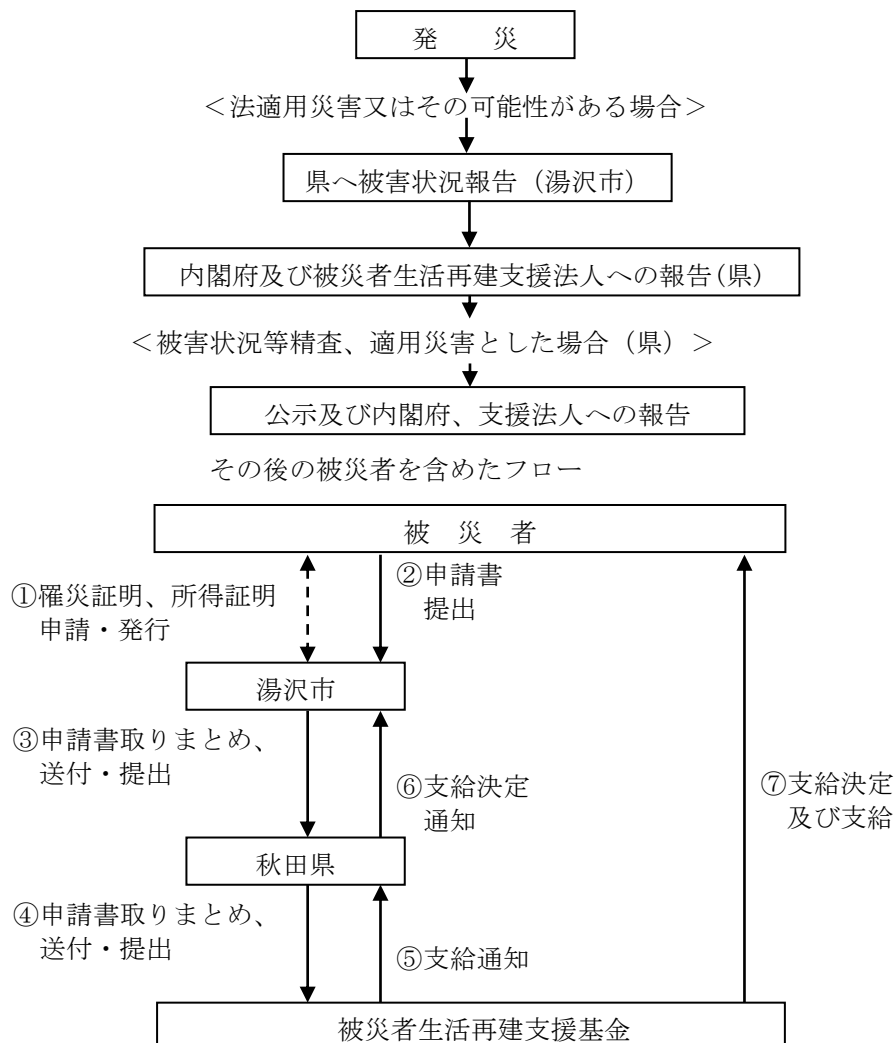 発　　災
＜法適用災害又はその可能性がある場合＞
県へ被害状況報告（湯沢市）
内閣府及び被災者生活再建支援法人への報告(県)
＜被害状況等精査、適用災害とした場合（県）＞
公示及び内閣府、支援法人への報告
その後の被災者を含めたフロー
被　災　者
①罹災証明、所得証明
申請・発行
②申請書
提出
湯沢市
③申請書取りまとめ、
送付・提出
⑥支給決定
通知
⑦支給決定
及び支給
秋田県
④申請書取りまとめ、
送付・提出
⑤支給通知
被災者生活再建支援基金